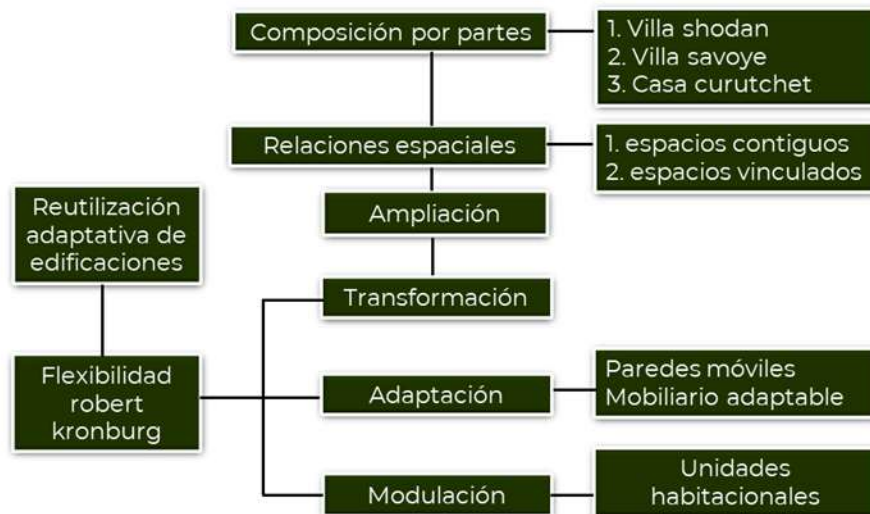 Composición por partes
1. Villa shodan
2. Villa savoye
3. Casa curutchet
Relaciones espaciales
1. espacios contiguos
2. espacios vinculados
Reutilización
adaptativa de
edificaciones
Ampliación
Transformación
Flexibilidad
robert
kronburg
Adaptación
Paredes móviles
Mobiliario adaptable
Modulación
Unidades
habitacionales